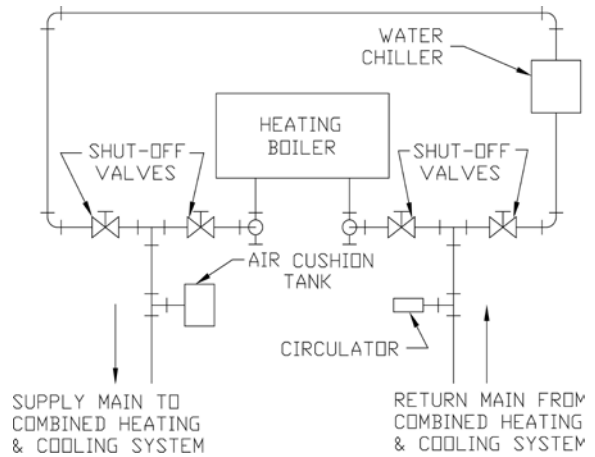 WATER
CHILLER
HEATING
BOILER
SHUT-OFF
VALVES
SHUT-OFF
VALVES
AIR CUSHION
TANK
CIRCULATOR
SUPPLY MAIN TO
COMBINED HEATING
& COOLING SYSTEM
RETURN MAIN FROM
COMBINED HEATING
& COOLING SYSTEM